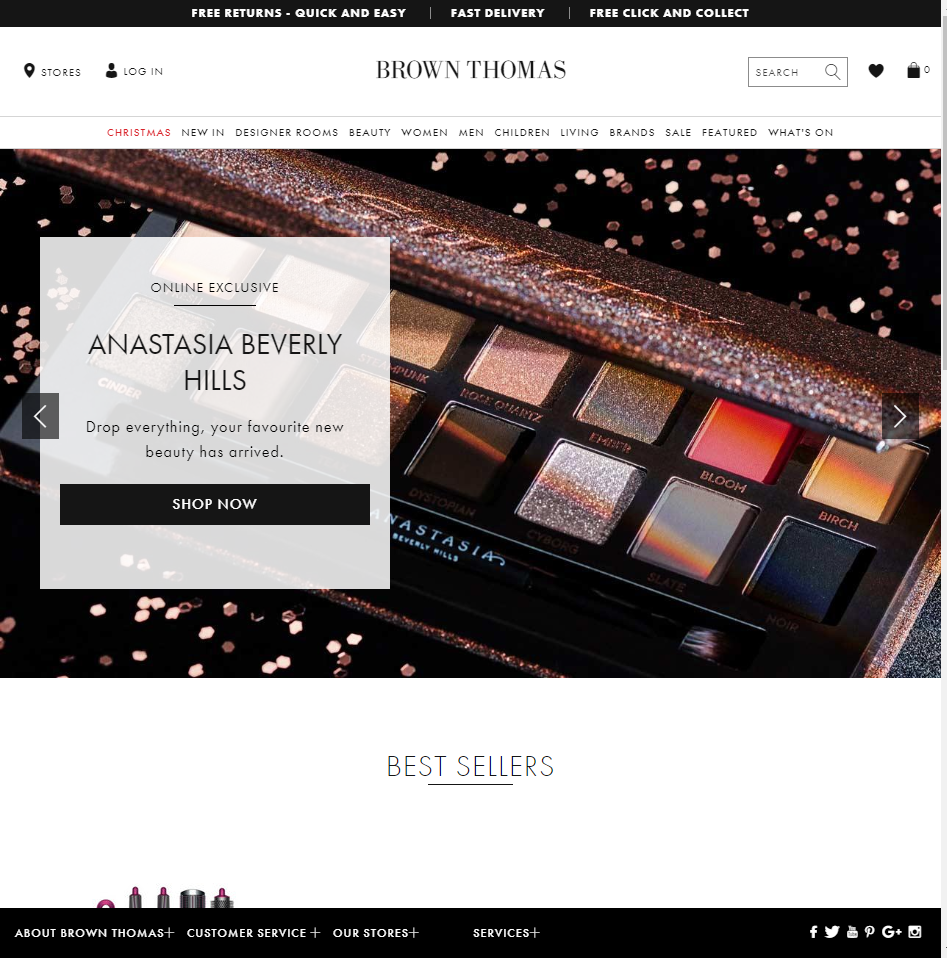 FREE RETURNS - QUICK AND EASY | FAST DELIVERY | FREE CLICK AND COLLECT
STORES LOG IN BROWN THOMAS SEARCH 0
CHRISTMAS NEW IN DESIGNER ROOMS BEAUTY WOMEN MEN CHILDREN LIVING BRANDS SALE FEATURED WHAT'S ON
ONLINE EXCLUSIVE
ANASTASIA BEVERLY
HILLS
Drop everything, your favourite new
beauty has arrived.
SHOP NOW
CINDER
ROSE QUARTZ
EMBER
BLOOM
BIRCH
DYSTOPIAN
CYBORG
SLATE
NOIR
ANASTASIA
BEVERLY HILLS
BEST SELLERS
ABOUT BROWN THOMAS+ CUSTOMER SERVICE + OUR STORES+ SERVICES+